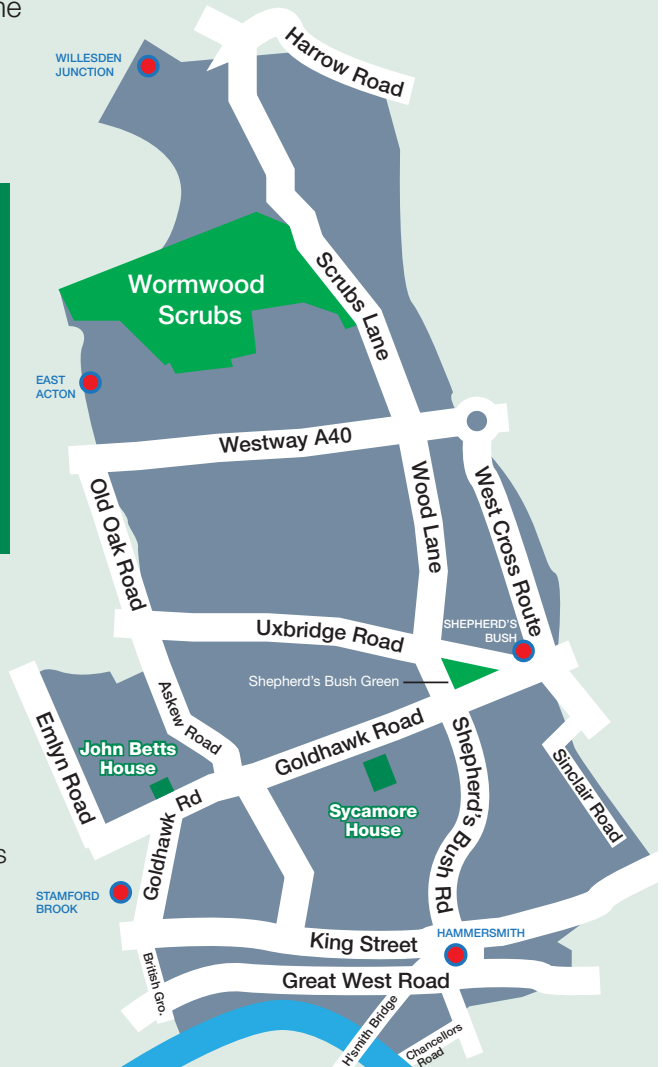 ne
Harrow Road
WILLESDEN
JUNCTION
Wormwood
Scrubs
Scrubs Lane
EAST
ACTON
Westway A40
Old Oak Road
Wood Lane
West Cross Route
Uxbridge Road
SHEPHERD'S
BUSH
Shepherd's Bush Green
Askew Road
Emlyn Road
John Betts
House
Goldhawk Road
Shepherd's Bush Rd
Sinclair Road
Goldhawk Rd
Sycamore
House
s
STAMFORD
BROOK
King Street
HAMMERSMITH
British Gro.
Great West Road
H'smith Bridge
Chancellors
Road